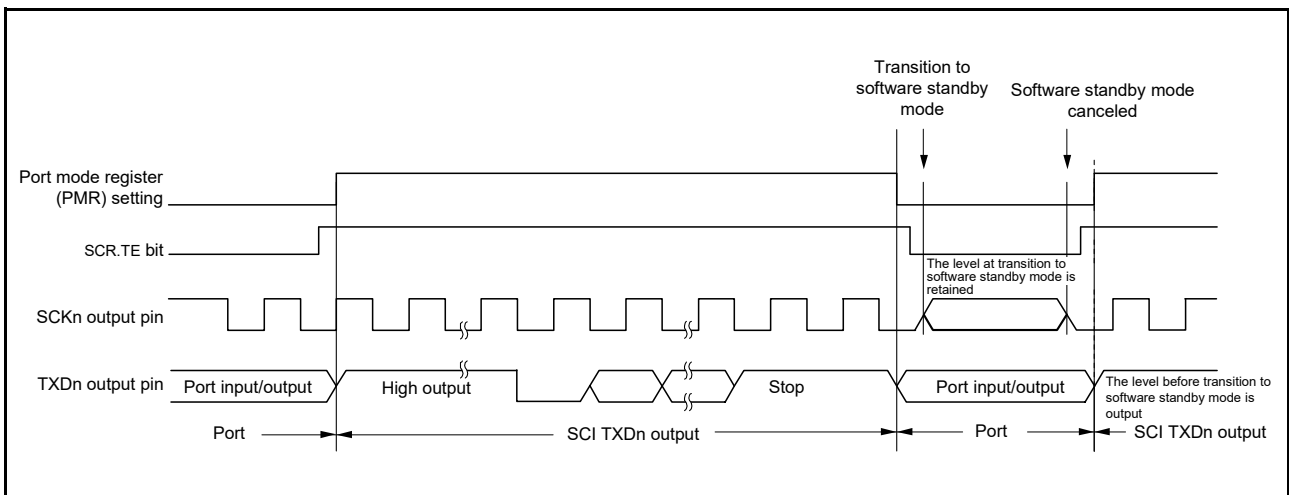 Transition to
software standby
mode
Software standby mode
canceled
Port mode register
(PMR) setting
SCR.TE bit
The level at transition to
software standby mode is
retained
SCKn output pin
TXDn output pin
Port input/output
High output
Stop
Port input/output
The level before transition to
software standby mode is
output
Port
SCI TXDn output
Port
SCI TXDn output